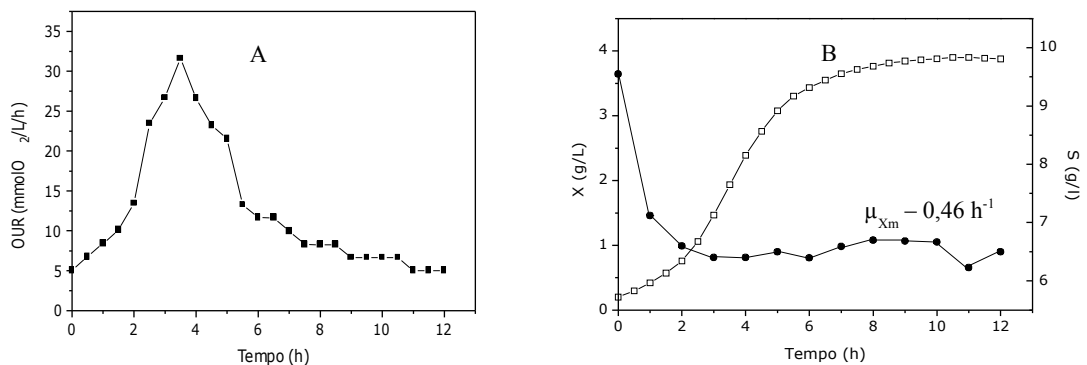 A
OUR (mmolO 2/L/h)
35
30
25
20
15
10
5
0
0 2 4 6 8 10 12
Tempo (h)
B
X (g/L)
4
3
2
1
0
μXm – 0,46 h-1
S (g/l)
10
9
8
7
6
0 2 4 6 8 10 12
Tempo (h)